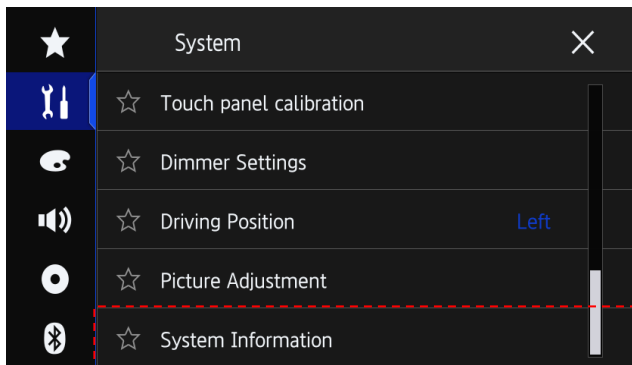 System
Touch panel calibration
Dimmer Settings
Driving Position Left
Picture Adjustment
System Information